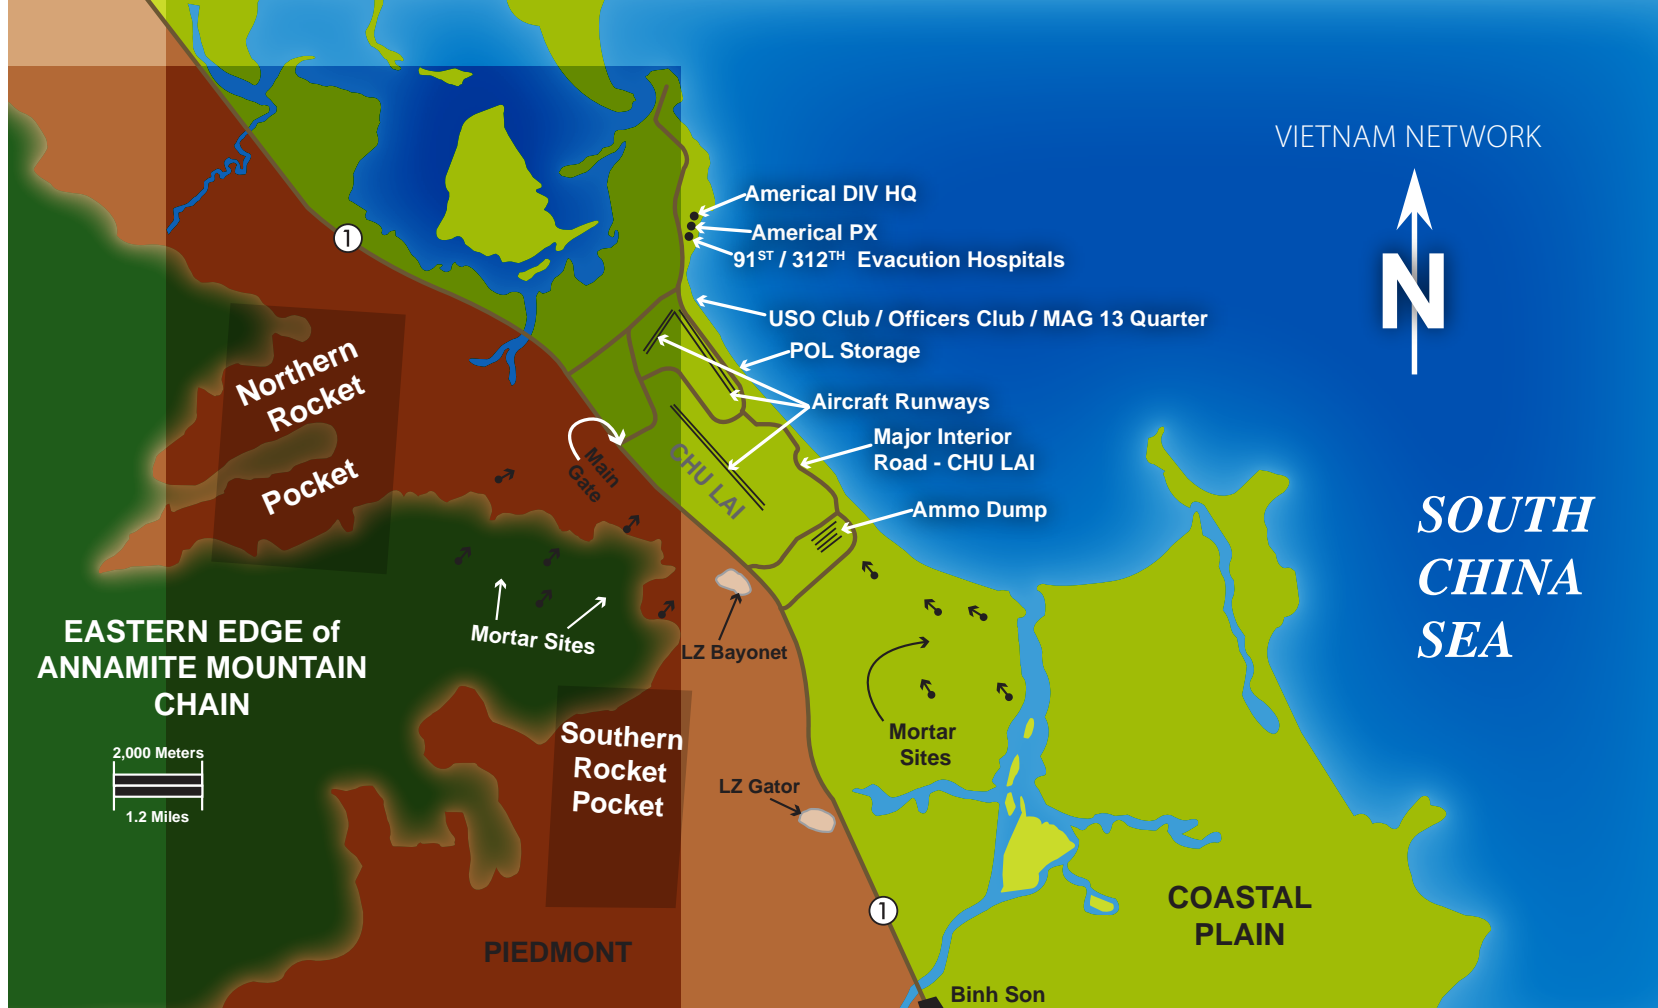 VIETNAM NETWORK
N
Americal DIV HQ
Americal PX
91ST / 312TH Evacution Hospitals
1
USO Club / Officers Club / MAG 13 Quarter
POL Storage
Aircraft Runways
Major Interior
Road - CHU LAI
Ammo Dump
Northern
Rocket
Pocket
Main
Gate
CHU LAI
SOUTH
CHINA
SEA
EASTERN EDGE of
ANNAMITE MOUNTAIN
CHAIN
Mortar Sites
LZ Bayonet
2,000 Meters
1.2 Miles
Southern
Rocket
Pocket
Mortar
Sites
LZ Gator
1
COASTAL
PLAIN
PIEDMONT
Binh Son